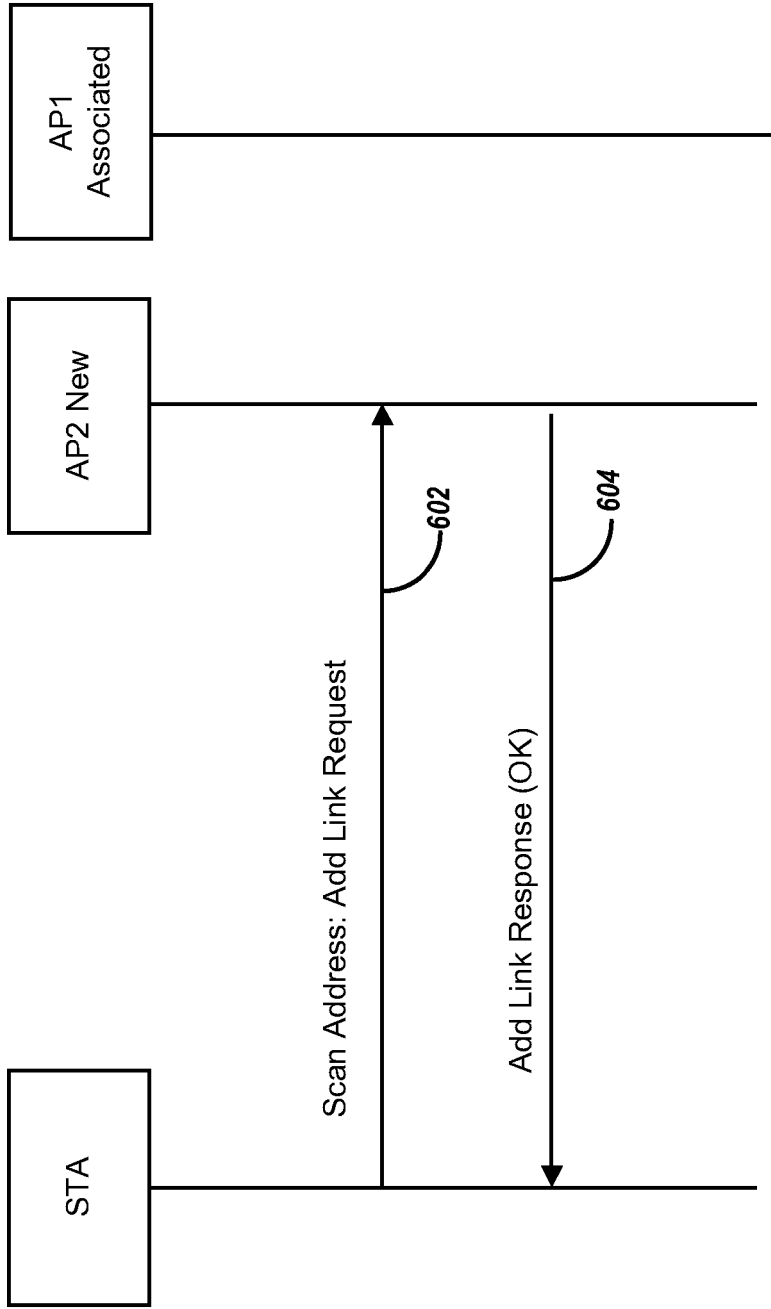 STA
AP2 New
AP1
Associated
Scan Address: Add Link Request
602
Add Link Response (OK)
604